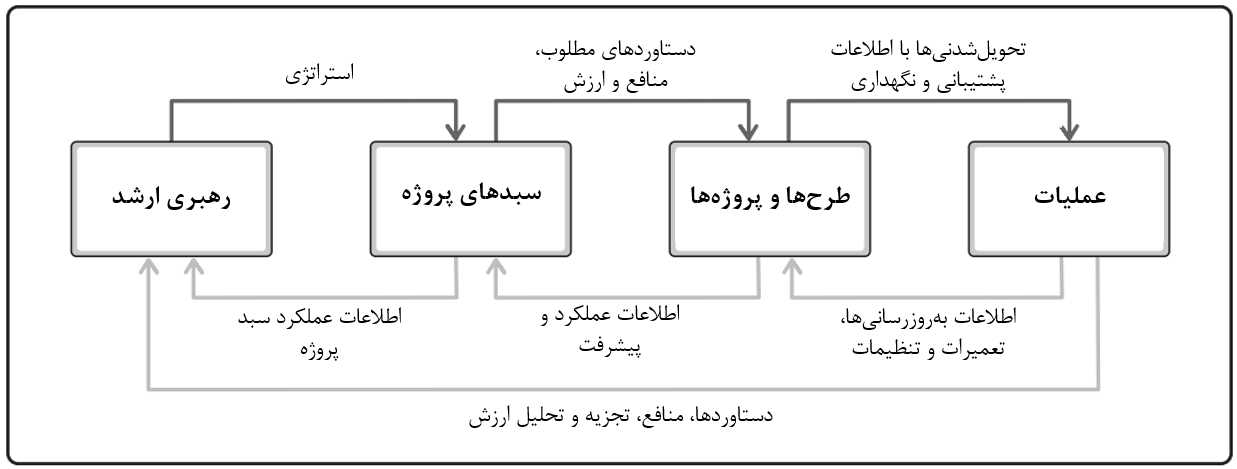 استراتژی
دستاوردهای مطلوب،
منافع و ارزش
تحویل‌شدنی‌ها با اطلاعات
پشتیبانی و نگهداری
رهبری ارشد
سبدهای پروژه
طرح‌ها و پروژه‌ها
عملیات
اطلاعات عملکرد سبد
پروژه
اطلاعات عملکرد و
پیشرفت
اطلاعات به‌روزرسانی‌ها،
تعمیرات و تنظیمات
دستاوردها، منافع، تجزیه و تحلیل ارزش